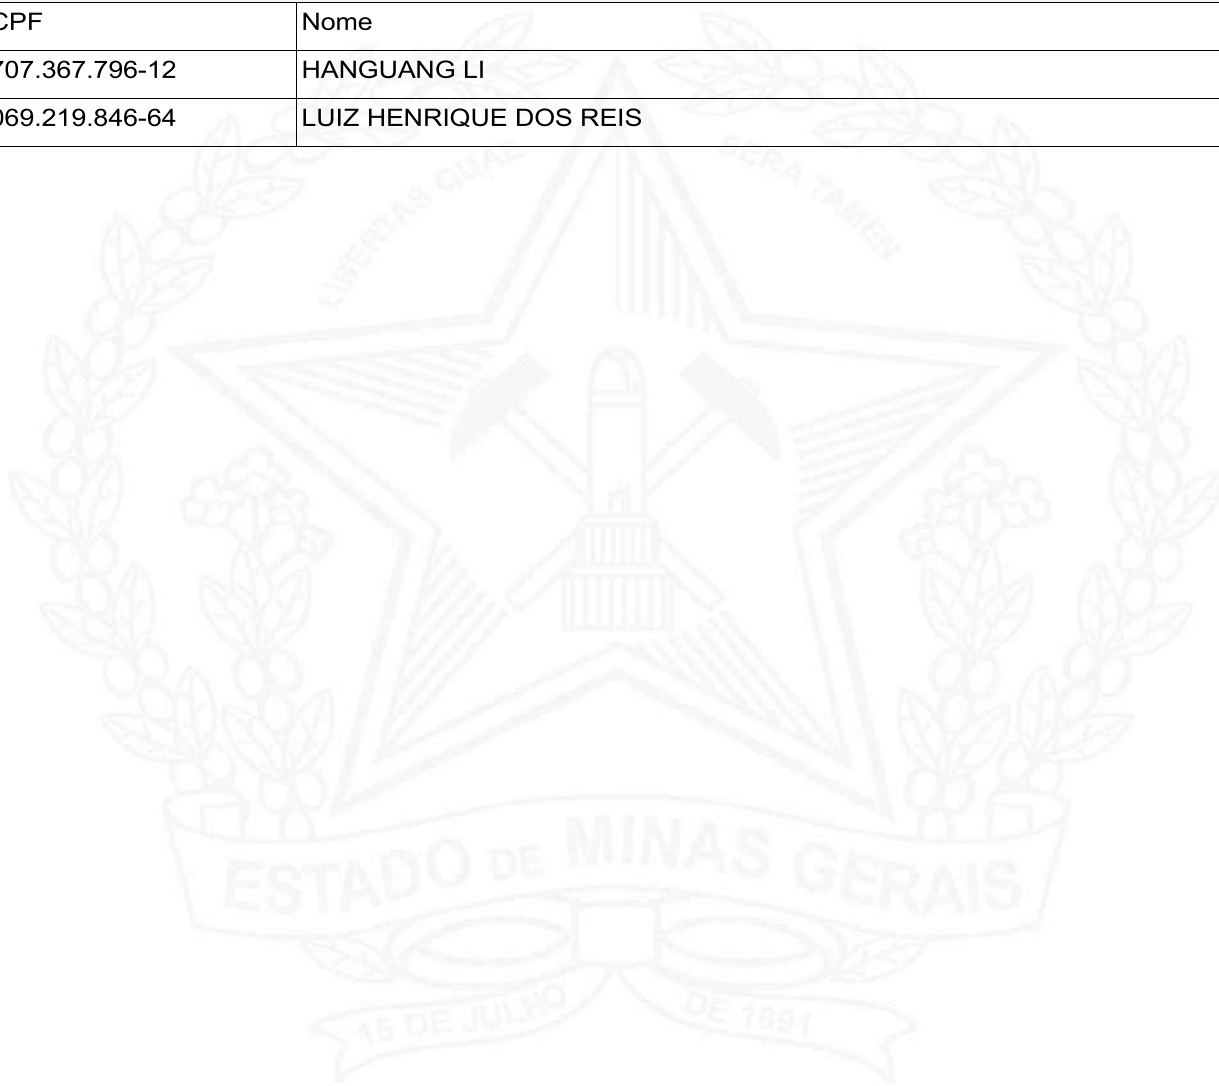 CPF Nome
707.367.796-12 HANGUANG LI
069.219.846-64 LUIZ HENRIQUE DOS REIS
LIBERTAS QUAE SERA TAMEN
ESTADO DE MINAS GERAIS
15 DE JULHO DE 1891